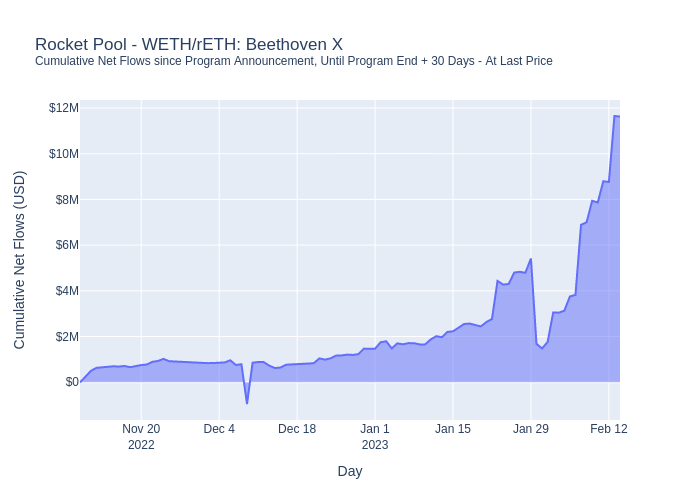 Rocket Pool - WETH/rETH: Beethoven X
Cumulative Net Flows since Program Announcement, Until Program End + 30 Days - At Last Price
$12M
$10M
$8M
$6M
$4M
$2M
$0
Cumulative Net Flows (USD)
Nov 20 Dec 4 Dec 18 Jan 1 Jan 15 Jan 29 Feb 12
2022 2023
Day